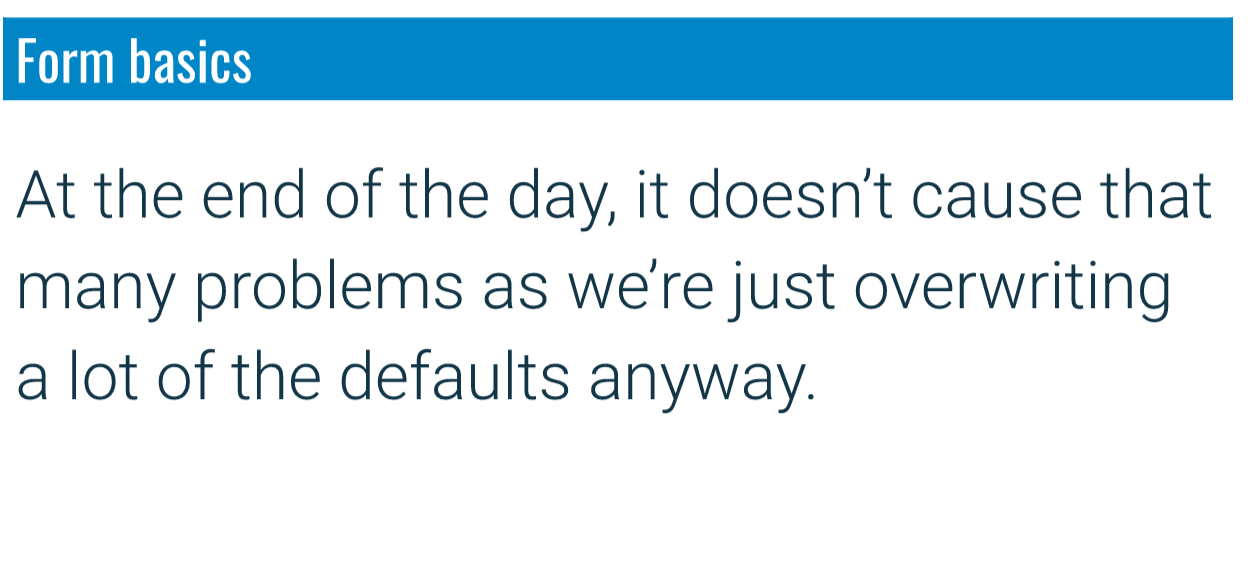 Form basics
At the end of the day, it doesn’t cause that
many problems as we’re just overwriting
a lot of the defaults anyway.